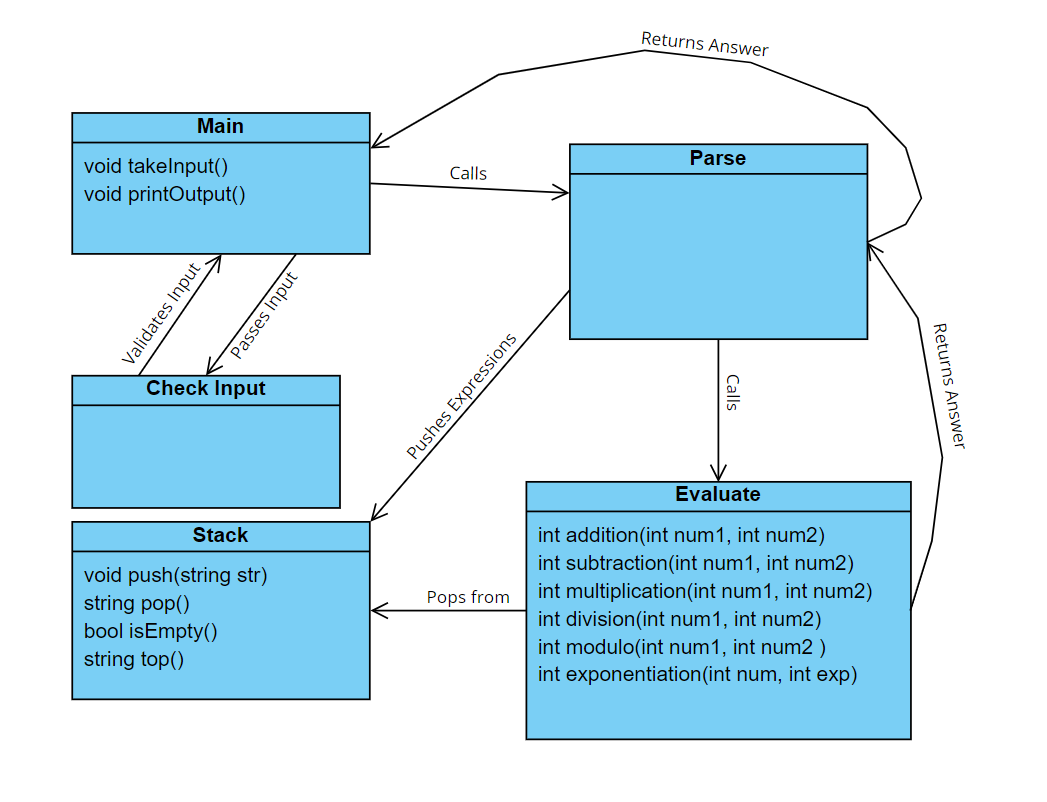 Returns Answer
Main
void takeInput()
void printOutput()
Calls
Parse
Validates Input
Passes Input
Check Input
Pushes Expressions
Calls
Returns Answer
Stack
void push(string str)
string pop()
bool isEmpty()
string top()
Pops from
Evaluate
int addition(int num1, int num2)
int subtraction(int num1, int num2)
int multiplication(int num1, int num2)
int division(int num1, int num2)
int modulo(int num1, int num2 )
int exponentiation(int num, int exp)